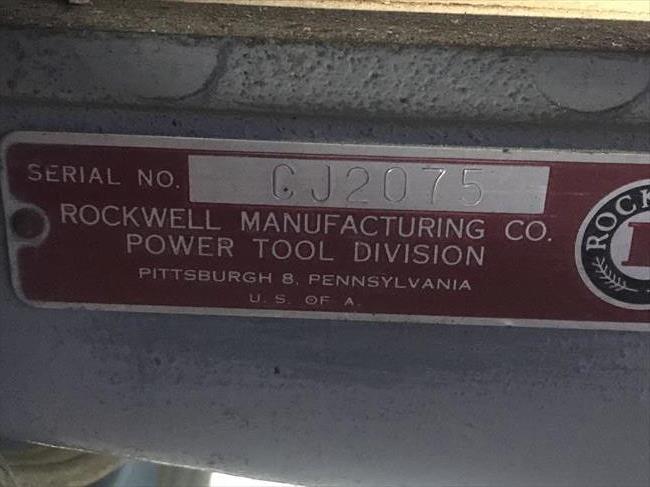 SERIAL NO. CJ2075
ROCKWELL MANUFACTURING CO.
POWER TOOL DIVISION
PITTSBURGH 8, PENNSYLVANIA
U. S. OF A.